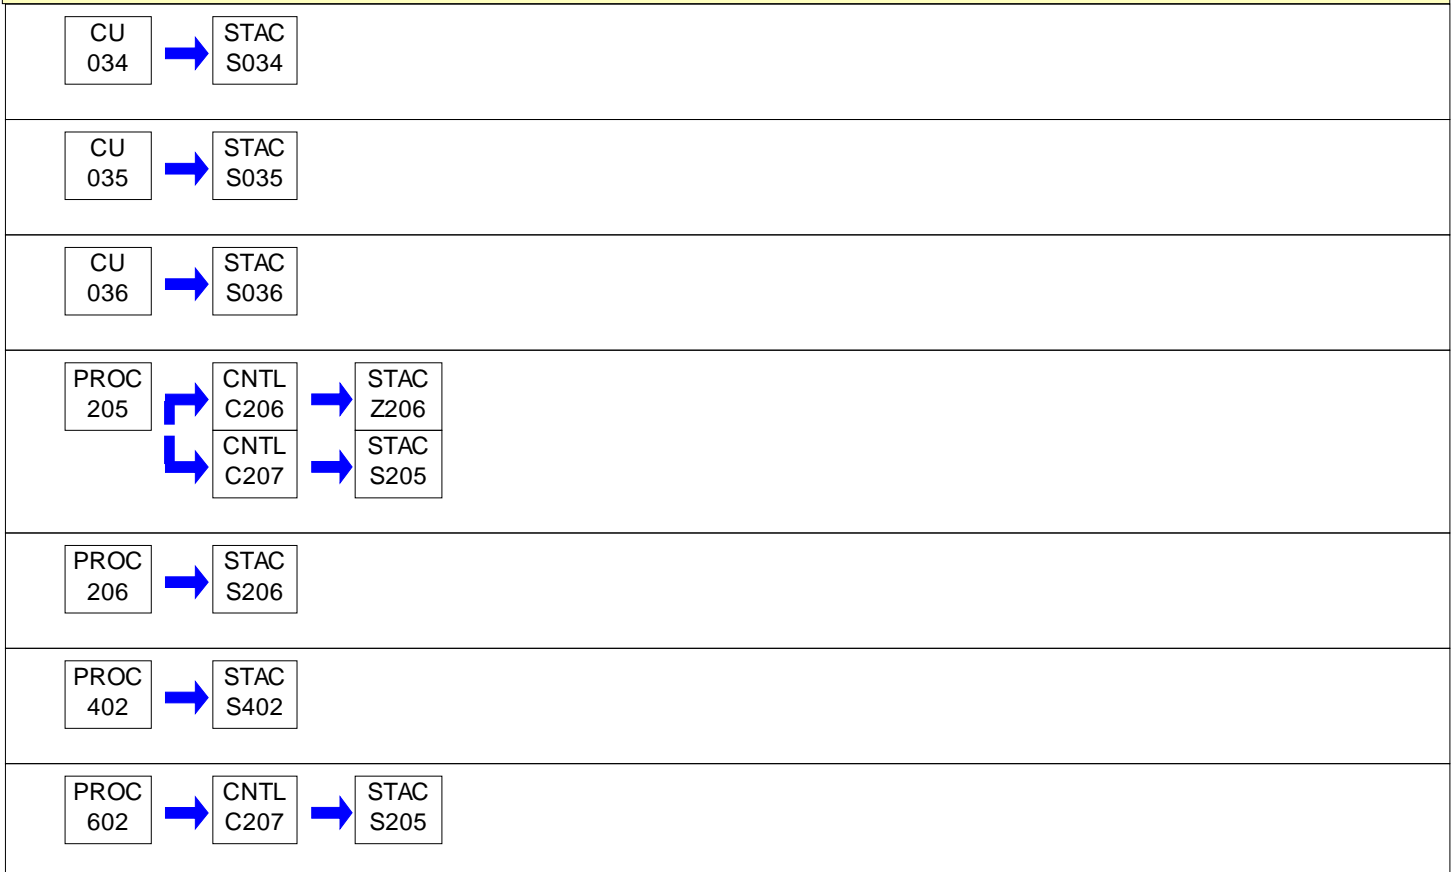 CU
034
STAC
S034
CU
035
STAC
S035
CU
036
STAC
S036
PROC
205
CNTL
C206
STAC
Z206
CNTL
C207
STAC
S205
PROC
206
STAC
S206
PROC
402
STAC
S402
PROC
602
CNTL
C207
STAC
S205